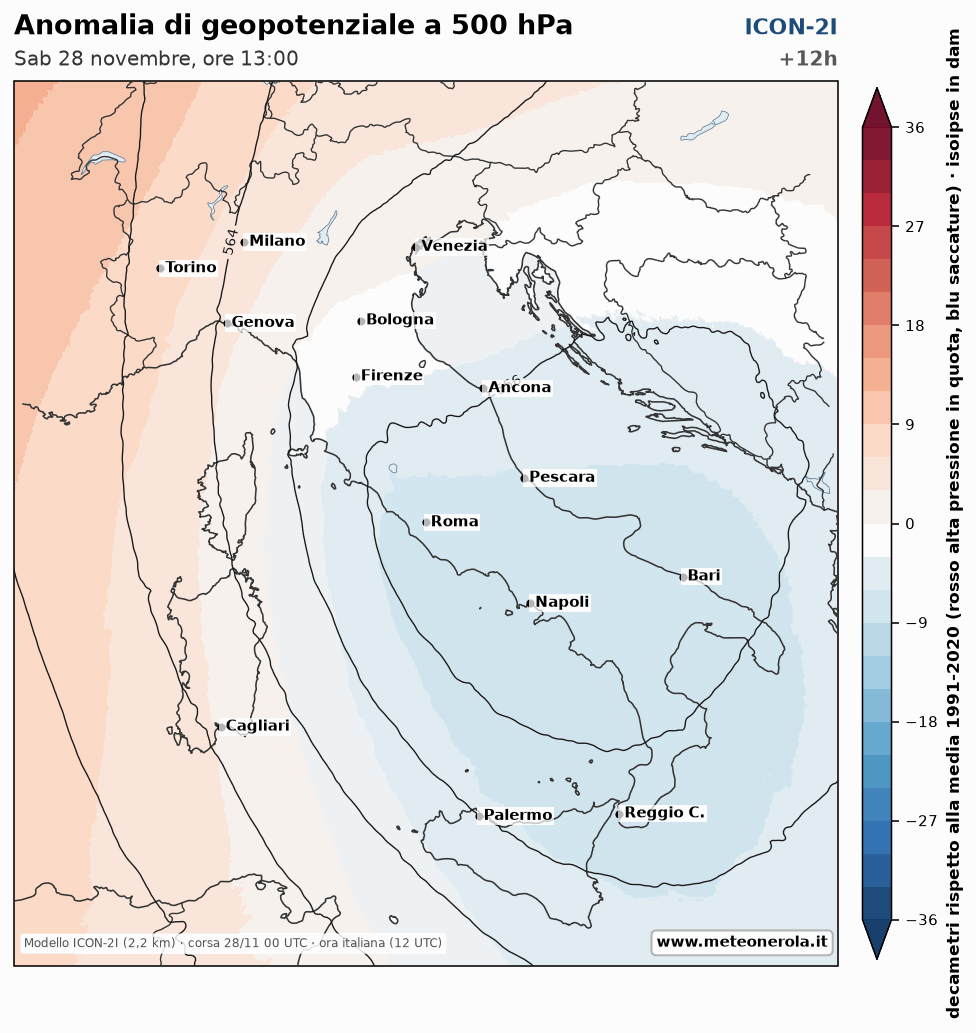 Anomalia di geopotenziale a 500 hPa
ICON-2I
Sab 28 novembre, ore 13:00
+12h
564
Milano
Torino
Venezia
Genova
Bologna
Firenze
Ancona
Pescara
Roma
Bari
Napoli
Cagliari
Palermo
Reggio C.
Modello ICON-2I (2,2 km) · corsa 28/11 00 UTC · ora italiana (12 UTC)
www.meteonerola.it
36
27
18
9
0
−9
−18
−27
−36
decametri rispetto alla media 1991-2020 (rosso alta pressione in quota, blu saccature) · isoipse in dam